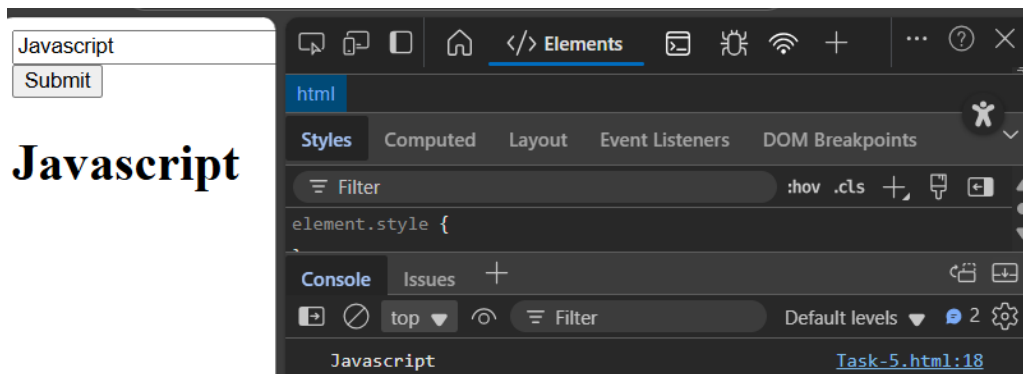 Javascript
Submit
Javascript
</> Elements
html
Styles Computed Layout Event Listeners DOM Breakpoints
Filter :hov .cls
element.style {
Console Issues
top Filter Default levels 2
Javascript Task-5.html:18